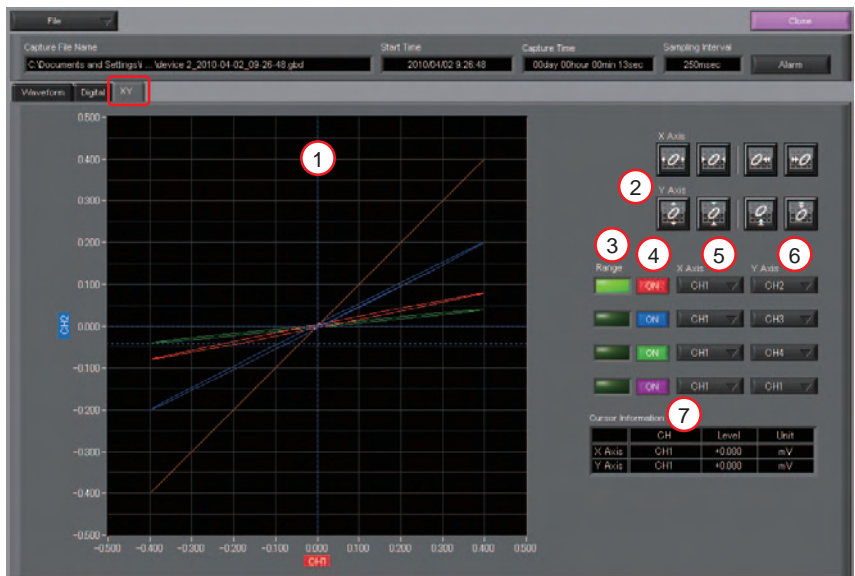 File Close
Capture File Name Start Time Capture Time Sampling Interval
C:\Documents and Settings\i ... \device 2_2010-04-02_09-26-48.gbd 2010/04/02 9:26:48 00day 00hour 00min 13sec 250msec Alarm
Waveform Digital XY
0.500
0.400
0.300
0.200
0.100
0.000
-0.100
-0.200
-0.300
-0.400
-0.500
CH2
1
-0.500 -0.400 -0.300 -0.200 -0.100 0.000 0.100 0.200 0.300 0.400 0.500
CH1
X Axis
2
Y Axis
3 4 5 6
Range X Axis Y Axis
ON CH1 CH2
ON CH1 CH3
ON CH1 CH4
ON CH1 CH1
Cursor Information 7
CH Level Unit
X Axis CH1 +0.000 mV
Y Axis CH1 +0.000 mV